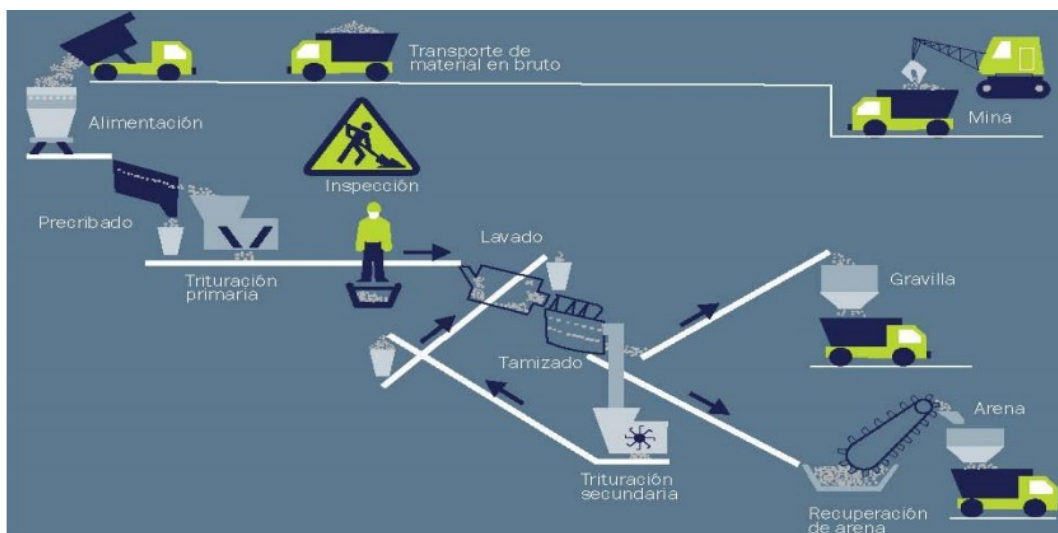 Transporte de
material en bruto
Mina
Alimentación
Inspección
Precribado
Lavado
Trituración
primaria
Gravilla
Tamizado
Arena
Trituración
secundaria
Recuperación
de arena